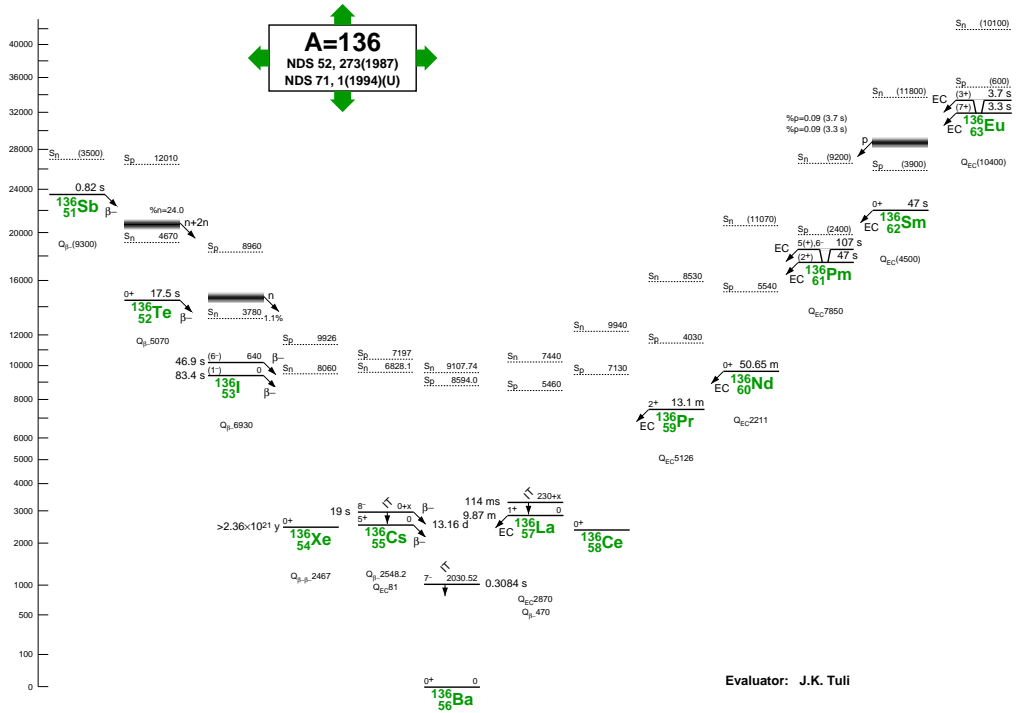 A=136
NDS 52, 273(1987)
NDS 71, 1(1994)(U)
40000
36000
32000
28000
24000
20000
16000
12000
10000
8000
7000
6000
5000
4000
3000
2000
1000
500
100
0
Sn (3500)
0.82 s
136 51Sb
β−
Qβ−(9300)
Sp 12010
%n=24.0
n+2n
Sn 4670
0+ 17.5 s
136 52Te
β−
Qβ−5070
Sp 8960
n
Sn 3780
1.1%
46.9 s (6−) 640 β−
83.4 s (1−) 0
136 53I
β−
Qβ−6930
Sp 9926
Sn 8060
>2.36×10²¹ y 0+
136 54Xe
Qβ−β−2467
Sp 7197
Sn 6828.1
IT
19 s 8− 0+x β−
5+ 0 13.16 d
136 55Cs
β−
Qβ−2548.2
QEC81
Sn 9107.74
Sp 8594.0
IT
7− 2030.52 0.3084 s
0+ 0
136 56Ba
Sn 7440
Sp 5460
IT
114 ms 230+x
9.87 m 1+ 0
EC
136 57La
QEC2870
Qβ−470
Sn 9940
Sp 7130
0+
136 58Ce
Sn 8530
Sp 4030
2+ 13.1 m
EC
136 59Pr
QEC5126
Sn (11070)
Sp 5540
0+ 50.65 m
EC
136 60Nd
QEC2211
Sn (9200)
Sp (2400)
EC 5(+),6− 107 s
(2+) 47 s
EC
136 61Pm
QEC7850
Sn (11800)
%p=0.09 (3.7 s)
%p=0.09 (3.3 s)
p
Sp (3900)
0+ 47 s
EC
136 62Sm
QEC(4500)
Sn (10100)
Sp (600)
EC (3+) 3.7 s
(7+) 3.3 s
EC
136 63Eu
QEC(10400)
Evaluator: J.K. Tuli